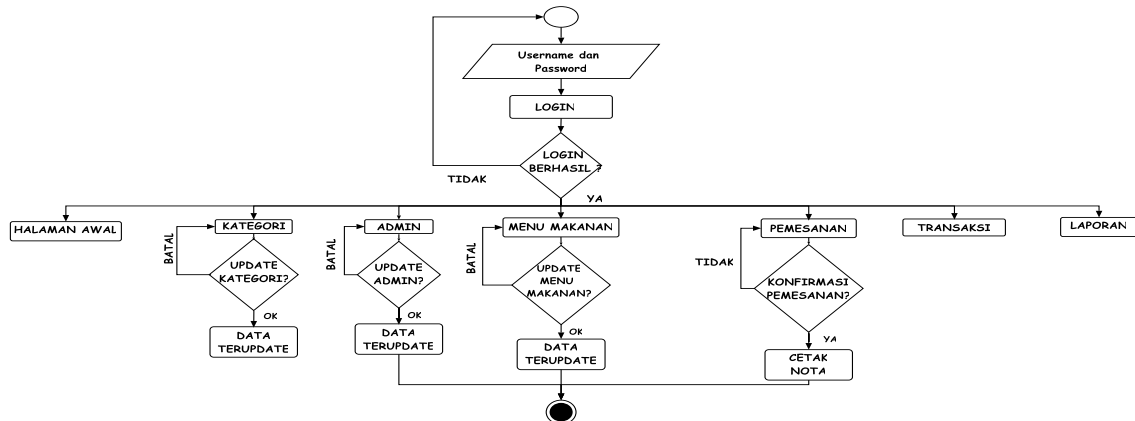 Username dan
Password
LOGIN
LOGIN
BERHASIL ?
TIDAK
YA
HALAMAN AWAL
KATEGORI
ADMIN
MENU MAKANAN
PEMESANAN
TRANSAKSI
LAPORAN
BATAL
UPDATE
KATEGORI?
BATAL
UPDATE
ADMIN?
BATAL
UPDATE
MENU
MAKANAN?
TIDAK
KONFIRMASI
PEMESANAN?
OK
OK
OK
YA
DATA
TERUPDATE
DATA
TERUPDATE
DATA
TERUPDATE
CETAK
NOTA